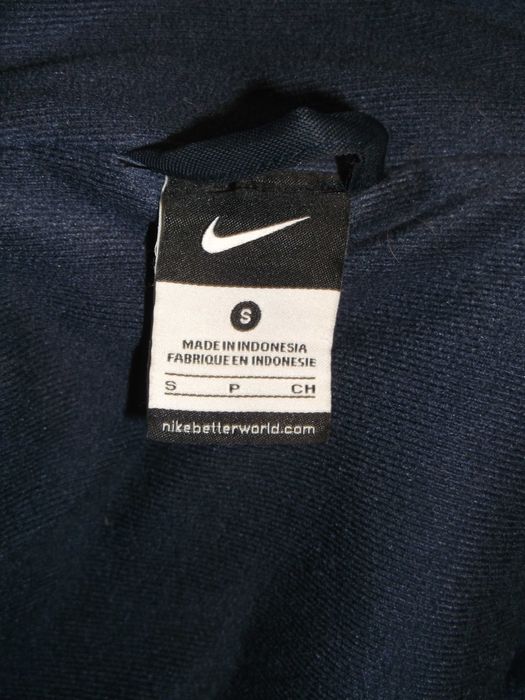 S
MADE IN INDONESIA
FABRIQUE EN INDONESIE
S P CH
nikebetterworld.com